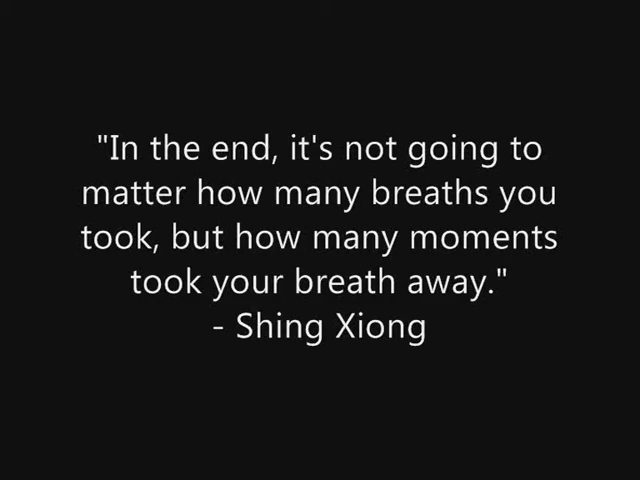 "In the end, it's not going to
matter how many breaths you
took, but how many moments
took your breath away."
- Shing Xiong